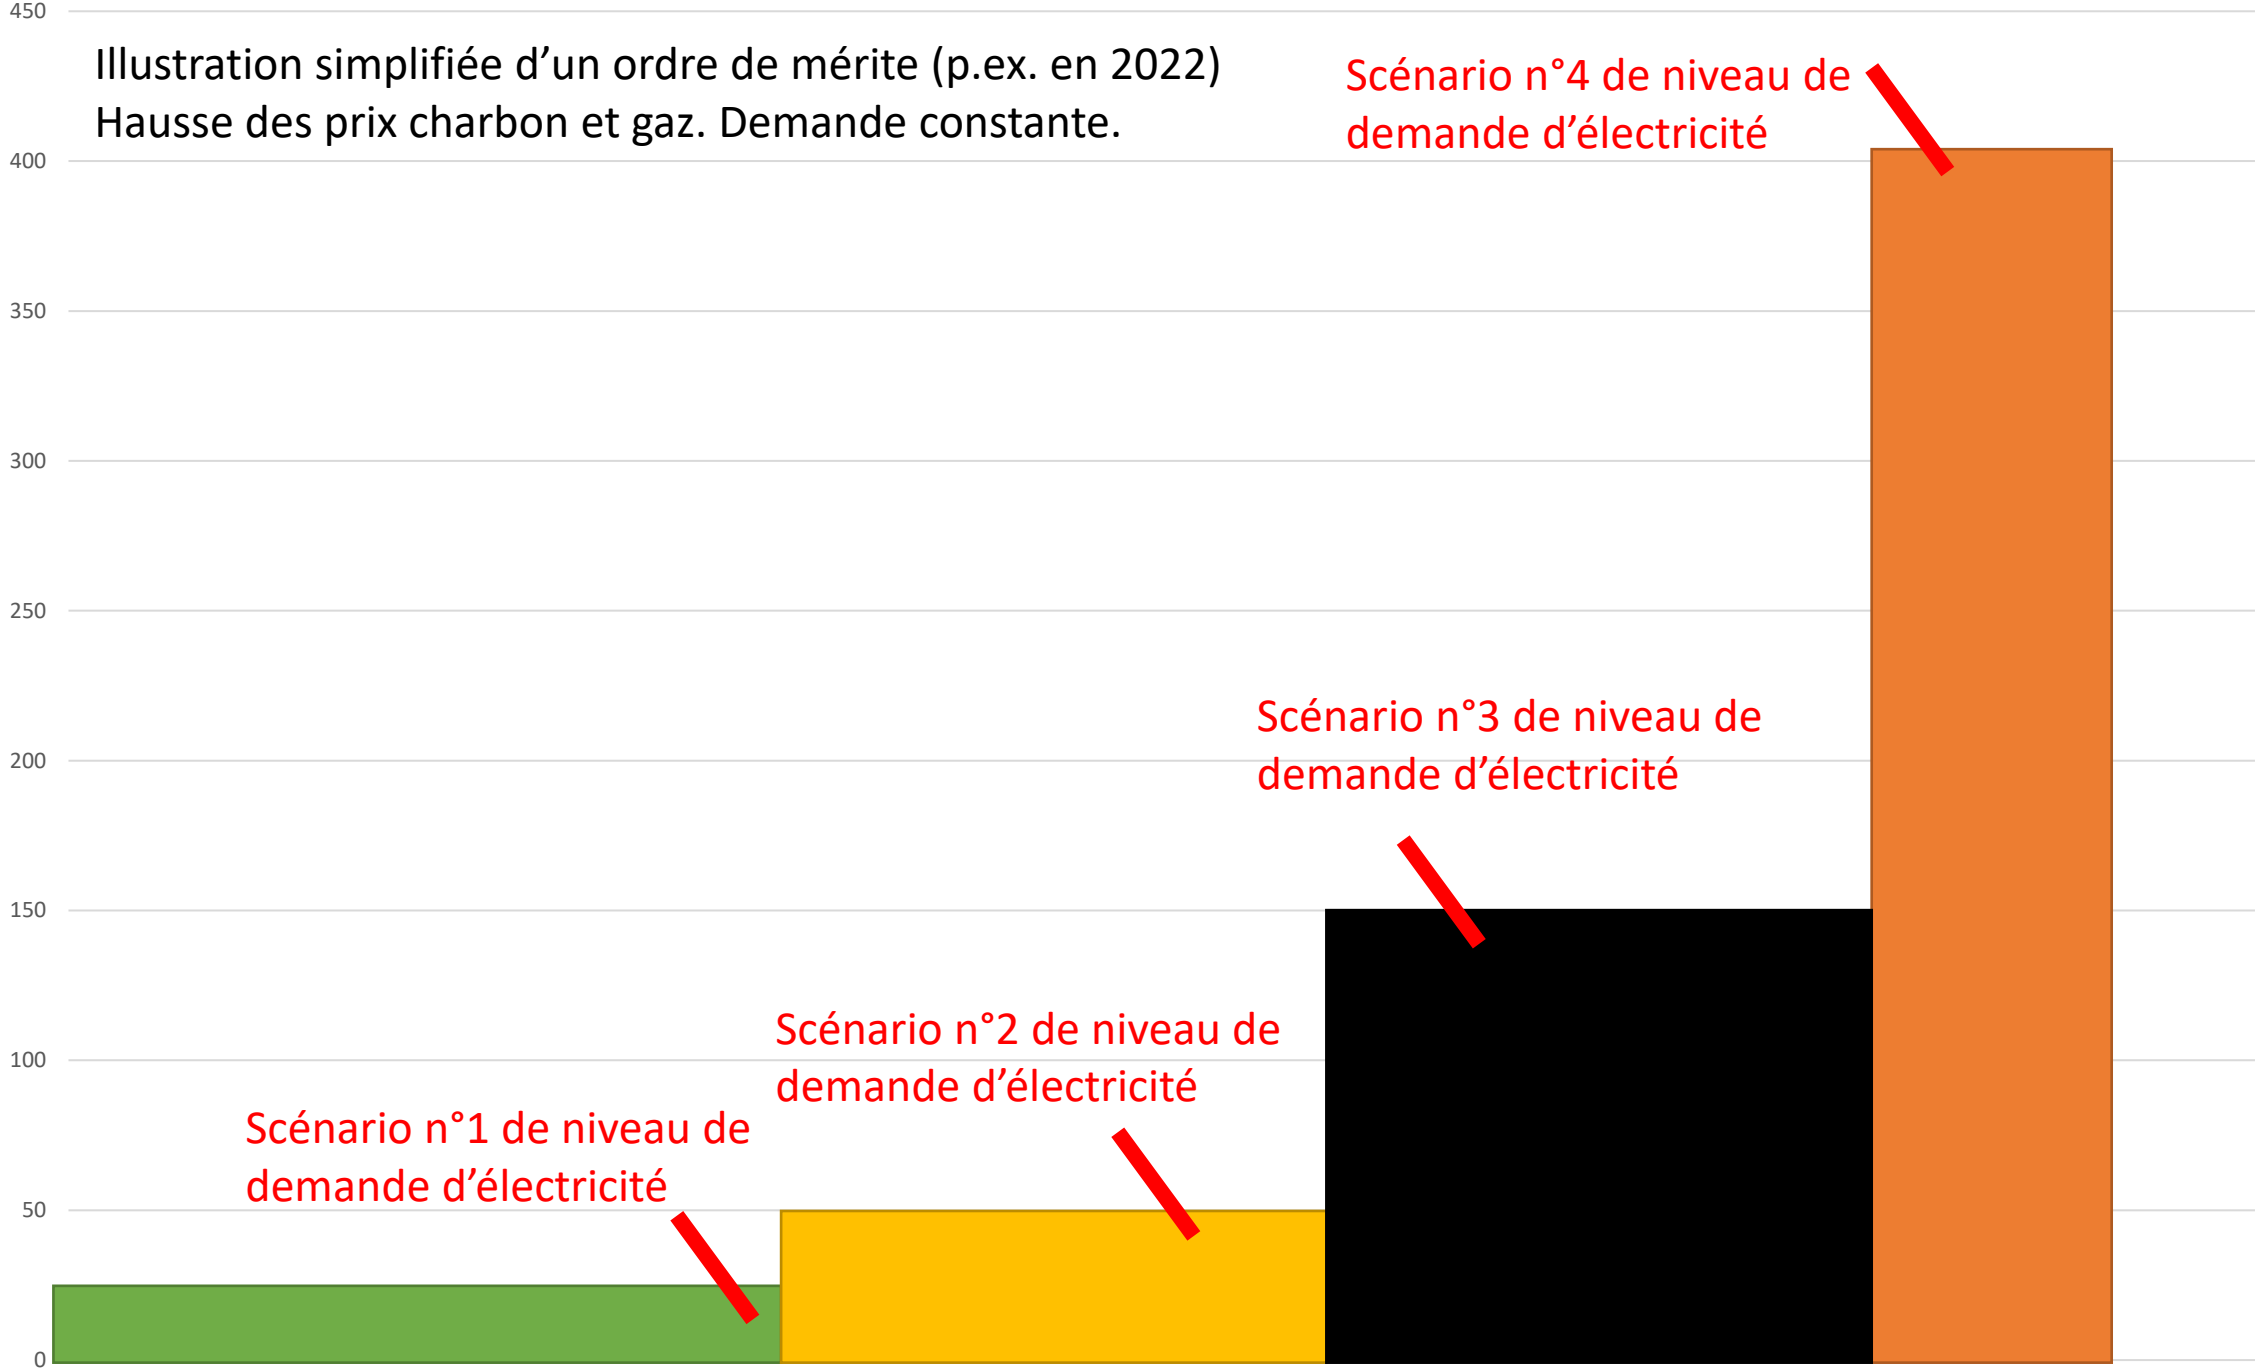 450
Illustration simplifiée d’un ordre de mérite (p.ex. en 2022)
Hausse des prix charbon et gaz. Demande constante.
Scénario n°4 de niveau de
demande d’électricité
400
350
300
250
Scénario n°3 de niveau de
demande d’électricité
200
150
Scénario n°2 de niveau de
demande d’électricité
100
Scénario n°1 de niveau de
demande d’électricité
50
0